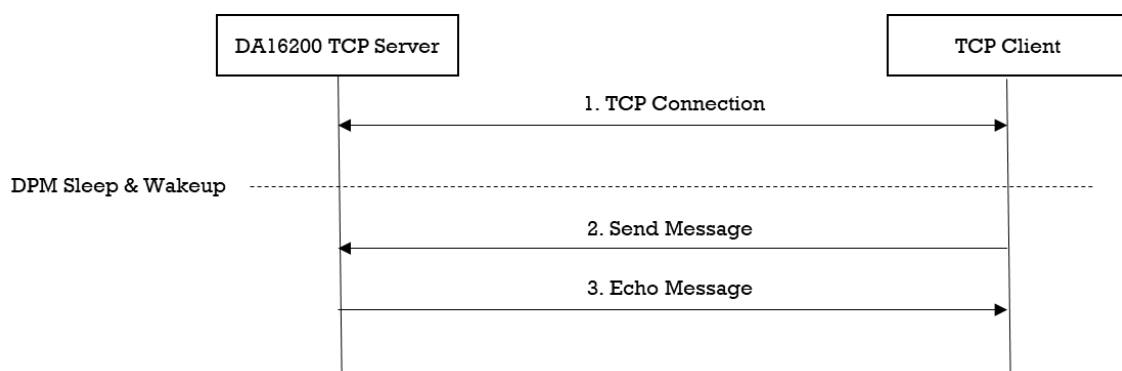 DA16200 TCP Server
TCP Client
1. TCP Connection
DPM Sleep & Wakeup
2. Send Message
3. Echo Message